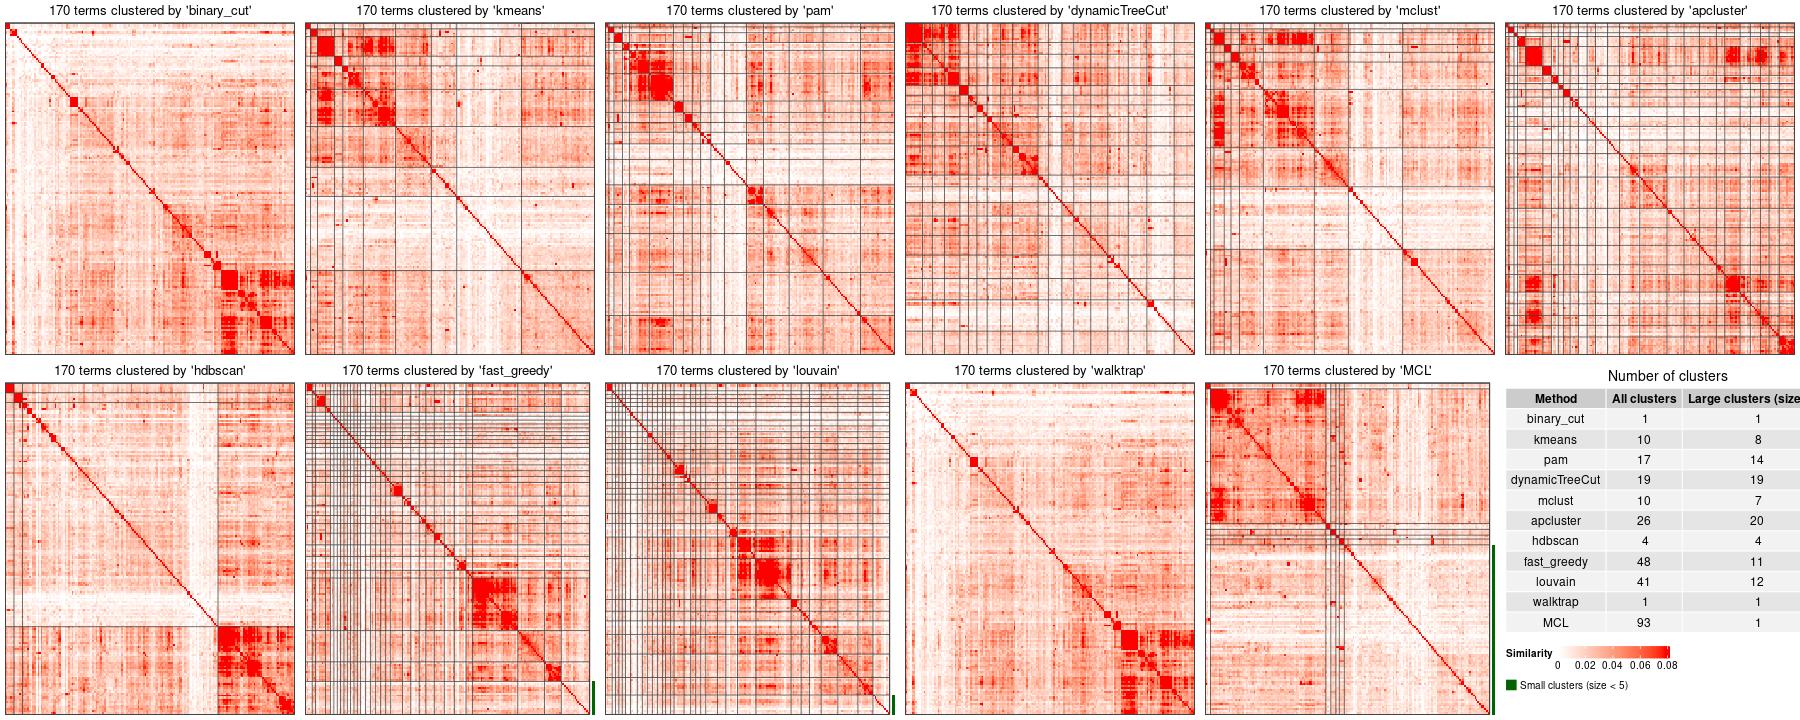 170 terms clustered by 'binary_cut'
170 terms clustered by 'kmeans'
170 terms clustered by 'pam'
170 terms clustered by 'dynamicTreeCut'
170 terms clustered by 'mclust'
170 terms clustered by 'apcluster'
170 terms clustered by 'hdbscan'
170 terms clustered by 'fast_greedy'
170 terms clustered by 'louvain'
170 terms clustered by 'walktrap'
170 terms clustered by 'MCL'
Number of clusters
Method All clusters Large clusters (size
binary_cut 1 1
kmeans 10 8
pam 17 14
dynamicTreeCut 19 19
mclust 10 7
apcluster 26 20
hdbscan 4 4
fast_greedy 48 11
louvain 41 12
walktrap 1 1
MCL 93 1
Similarity
0 0.02 0.04 0.06 0.08
Small clusters (size < 5)